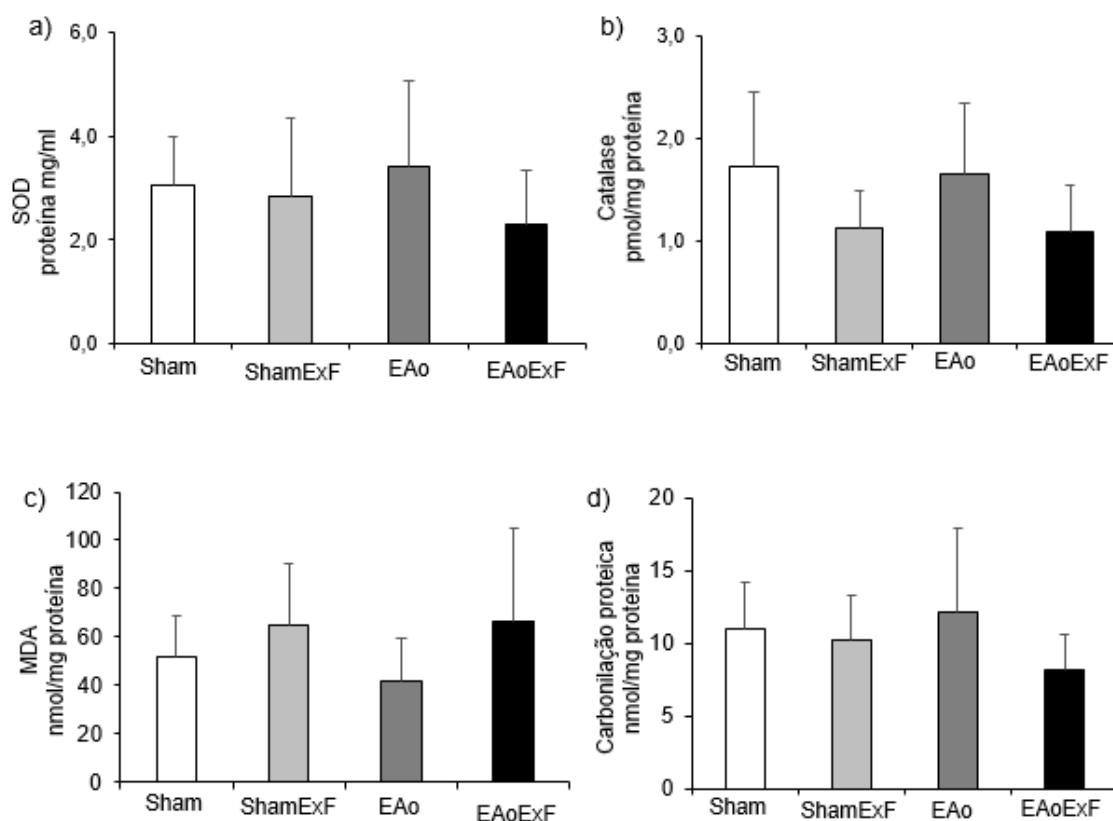 a)
SOD
proteína mg/ml
6,0
4,0
2,0
0,0
Sham
ShamExF
EAo
EAoExF
b)
Catalase
pmol/mg proteína
3,0
2,0
1,0
0,0
Sham
ShamExF
EAo
EAoExF
c)
MDA
nmol/mg proteína
120
100
80
60
40
20
0
Sham
ShamExF
EAo
EAoExF
d)
Carbonilação proteica
nmol/mg proteína
20
15
10
5
0
Sham
ShamExF
EAo
EAoExF